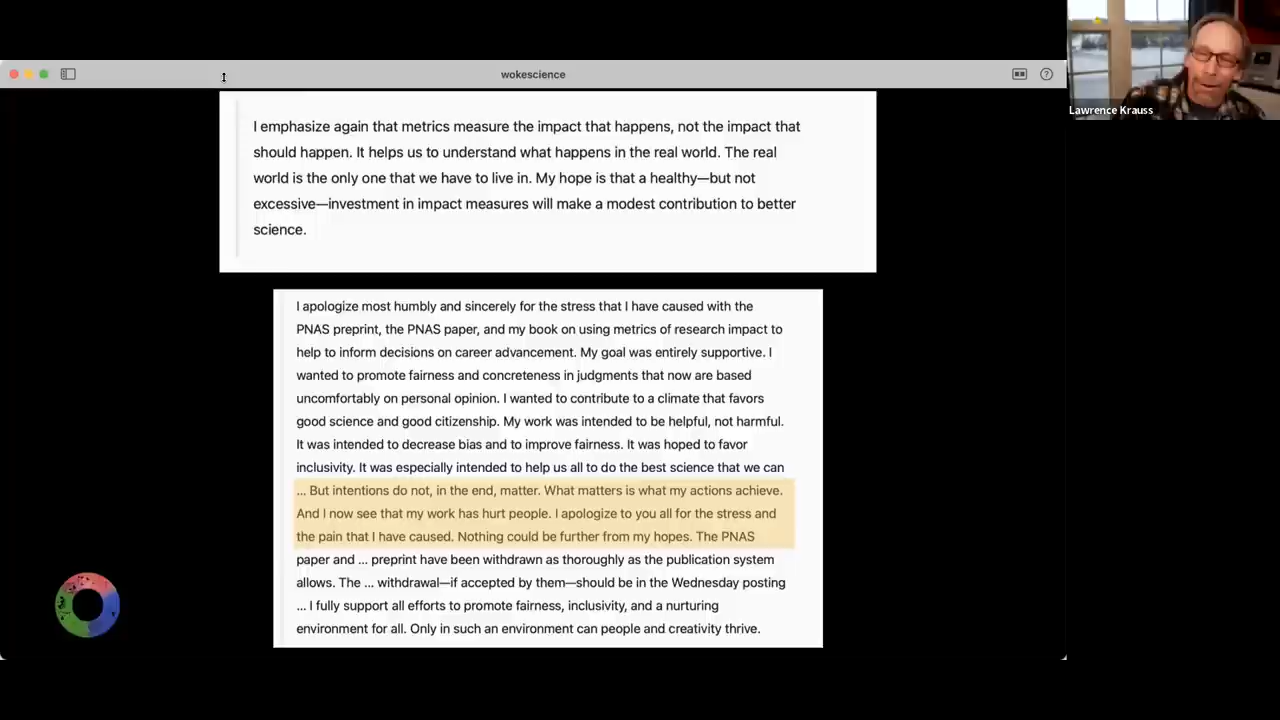 wokescience
Lawrence Krauss
I emphasize again that metrics measure the impact that happens, not the impact that
should happen. It helps us to understand what happens in the real world. The real
world is the only one that we have to live in. My hope is that a healthy—but not
excessive—investment in impact measures will make a modest contribution to better
science.
I apologize most humbly and sincerely for the stress that I have caused with the
PNAS preprint, the PNAS paper, and my book on using metrics of research impact to
help to inform decisions on career advancement. My goal was entirely supportive. I
wanted to promote fairness and concreteness in judgments that now are based
uncomfortably on personal opinion. I wanted to contribute to a climate that favors
good science and good citizenship. My work was intended to be helpful, not harmful.
It was intended to decrease bias and to improve fairness. It was hoped to favor
inclusivity. It was especially intended to help us all to do the best science that we can
... But intentions do not, in the end, matter. What matters is what my actions achieve.
And I now see that my work has hurt people. I apologize to you all for the stress and
the pain that I have caused. Nothing could be further from my hopes. The PNAS
paper and ... preprint have been withdrawn as thoroughly as the publication system
allows. The ... withdrawal—if accepted by them—should be in the Wednesday posting
... I fully support all efforts to promote fairness, inclusivity, and a nurturing
environment for all. Only in such an environment can people and creativity thrive.